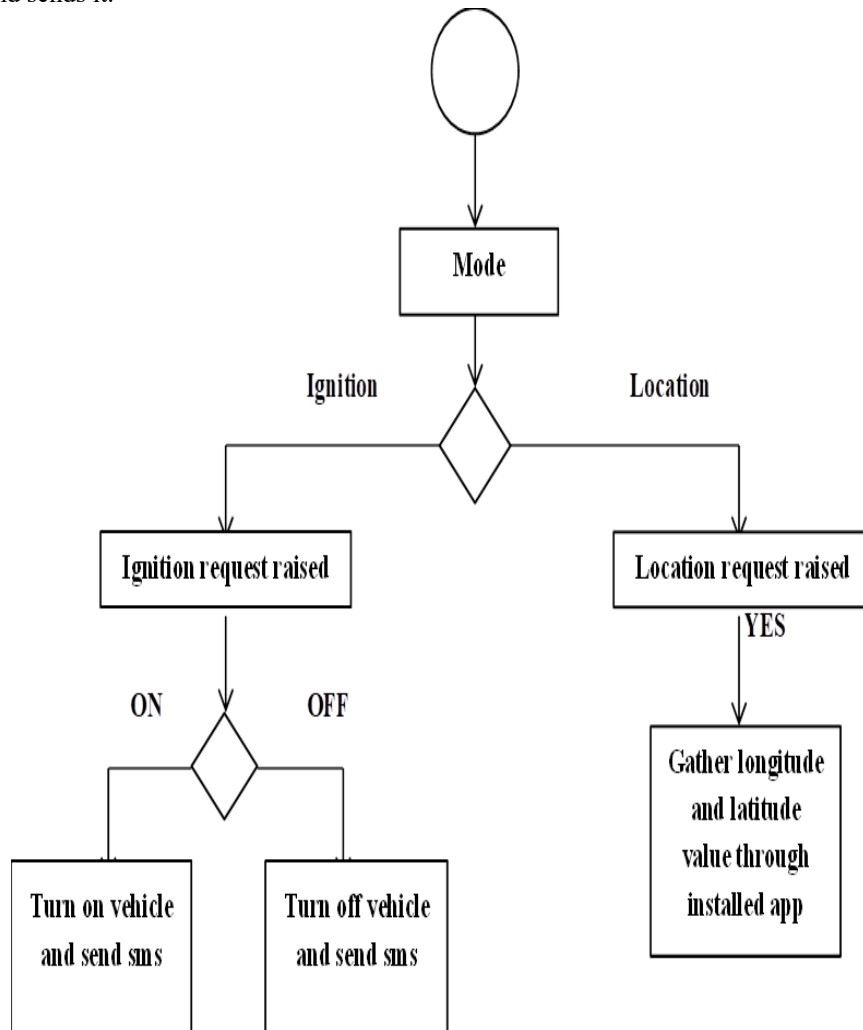 nd sends it.
Mode
Ignition
Location
Ignition request raised
Location request raised
YES
ON
OFF
Gather longitude
and latitude
value through
installed app
Turn on vehicle
and send sms
Turn off vehicle
and send sms